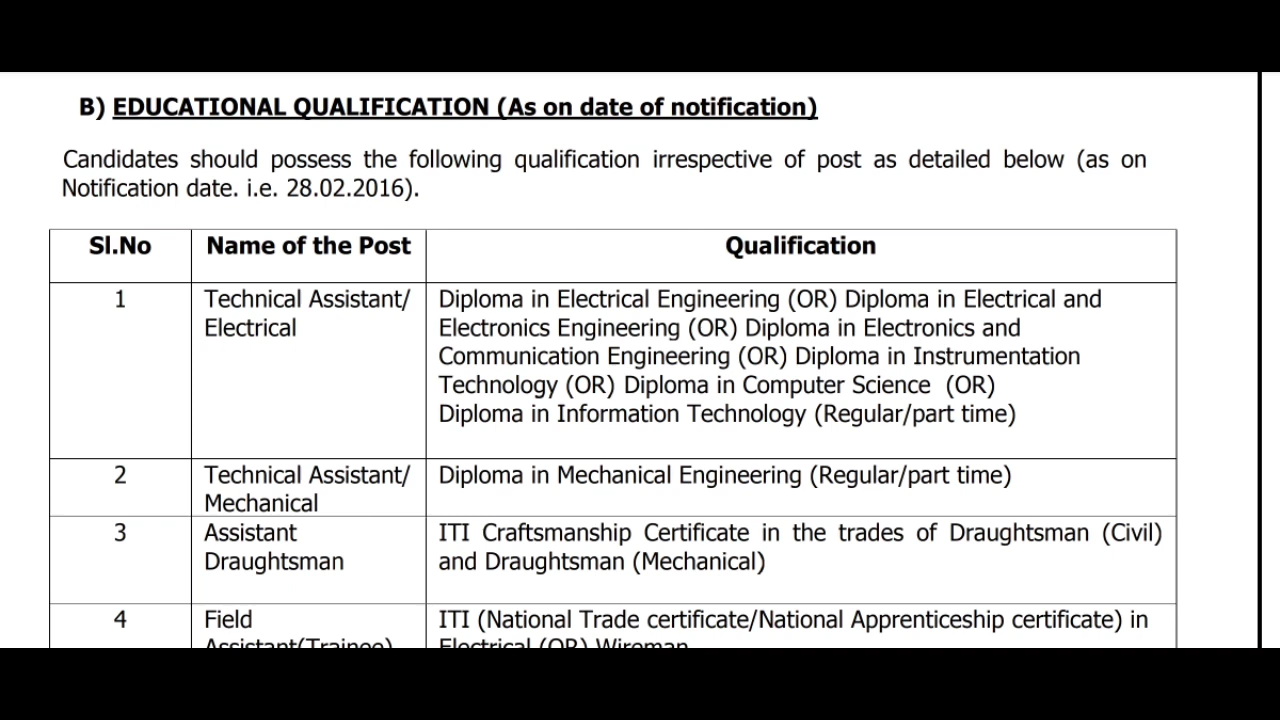 B) EDUCATIONAL QUALIFICATION (As on date of notification)
Candidates should possess the following qualification irrespective of post as detailed below (as on
Notification date. i.e. 28.02.2016).
Sl.No Name of the Post Qualification
1 Technical Assistant/ Diploma in Electrical Engineering (OR) Diploma in Electrical and
Electrical Electronics Engineering (OR) Diploma in Electronics and
Communication Engineering (OR) Diploma in Instrumentation
Technology (OR) Diploma in Computer Science (OR)
Diploma in Information Technology (Regular/part time)
2 Technical Assistant/ Diploma in Mechanical Engineering (Regular/part time)
Mechanical
3 Assistant ITI Craftsmanship Certificate in the trades of Draughtsman (Civil)
Draughtsman and Draughtsman (Mechanical)
4 Field ITI (National Trade certificate/National Apprenticeship certificate) in
Assistant(Trainee) Electrical (OR) Wireman